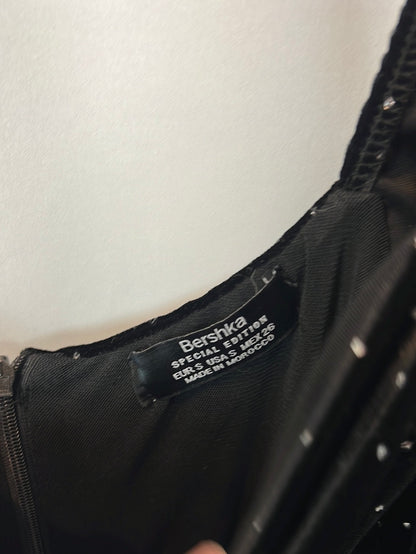 Bershka
SPECIAL EDITION
EUR S USA S MEX 26
MADE IN MOROCCO